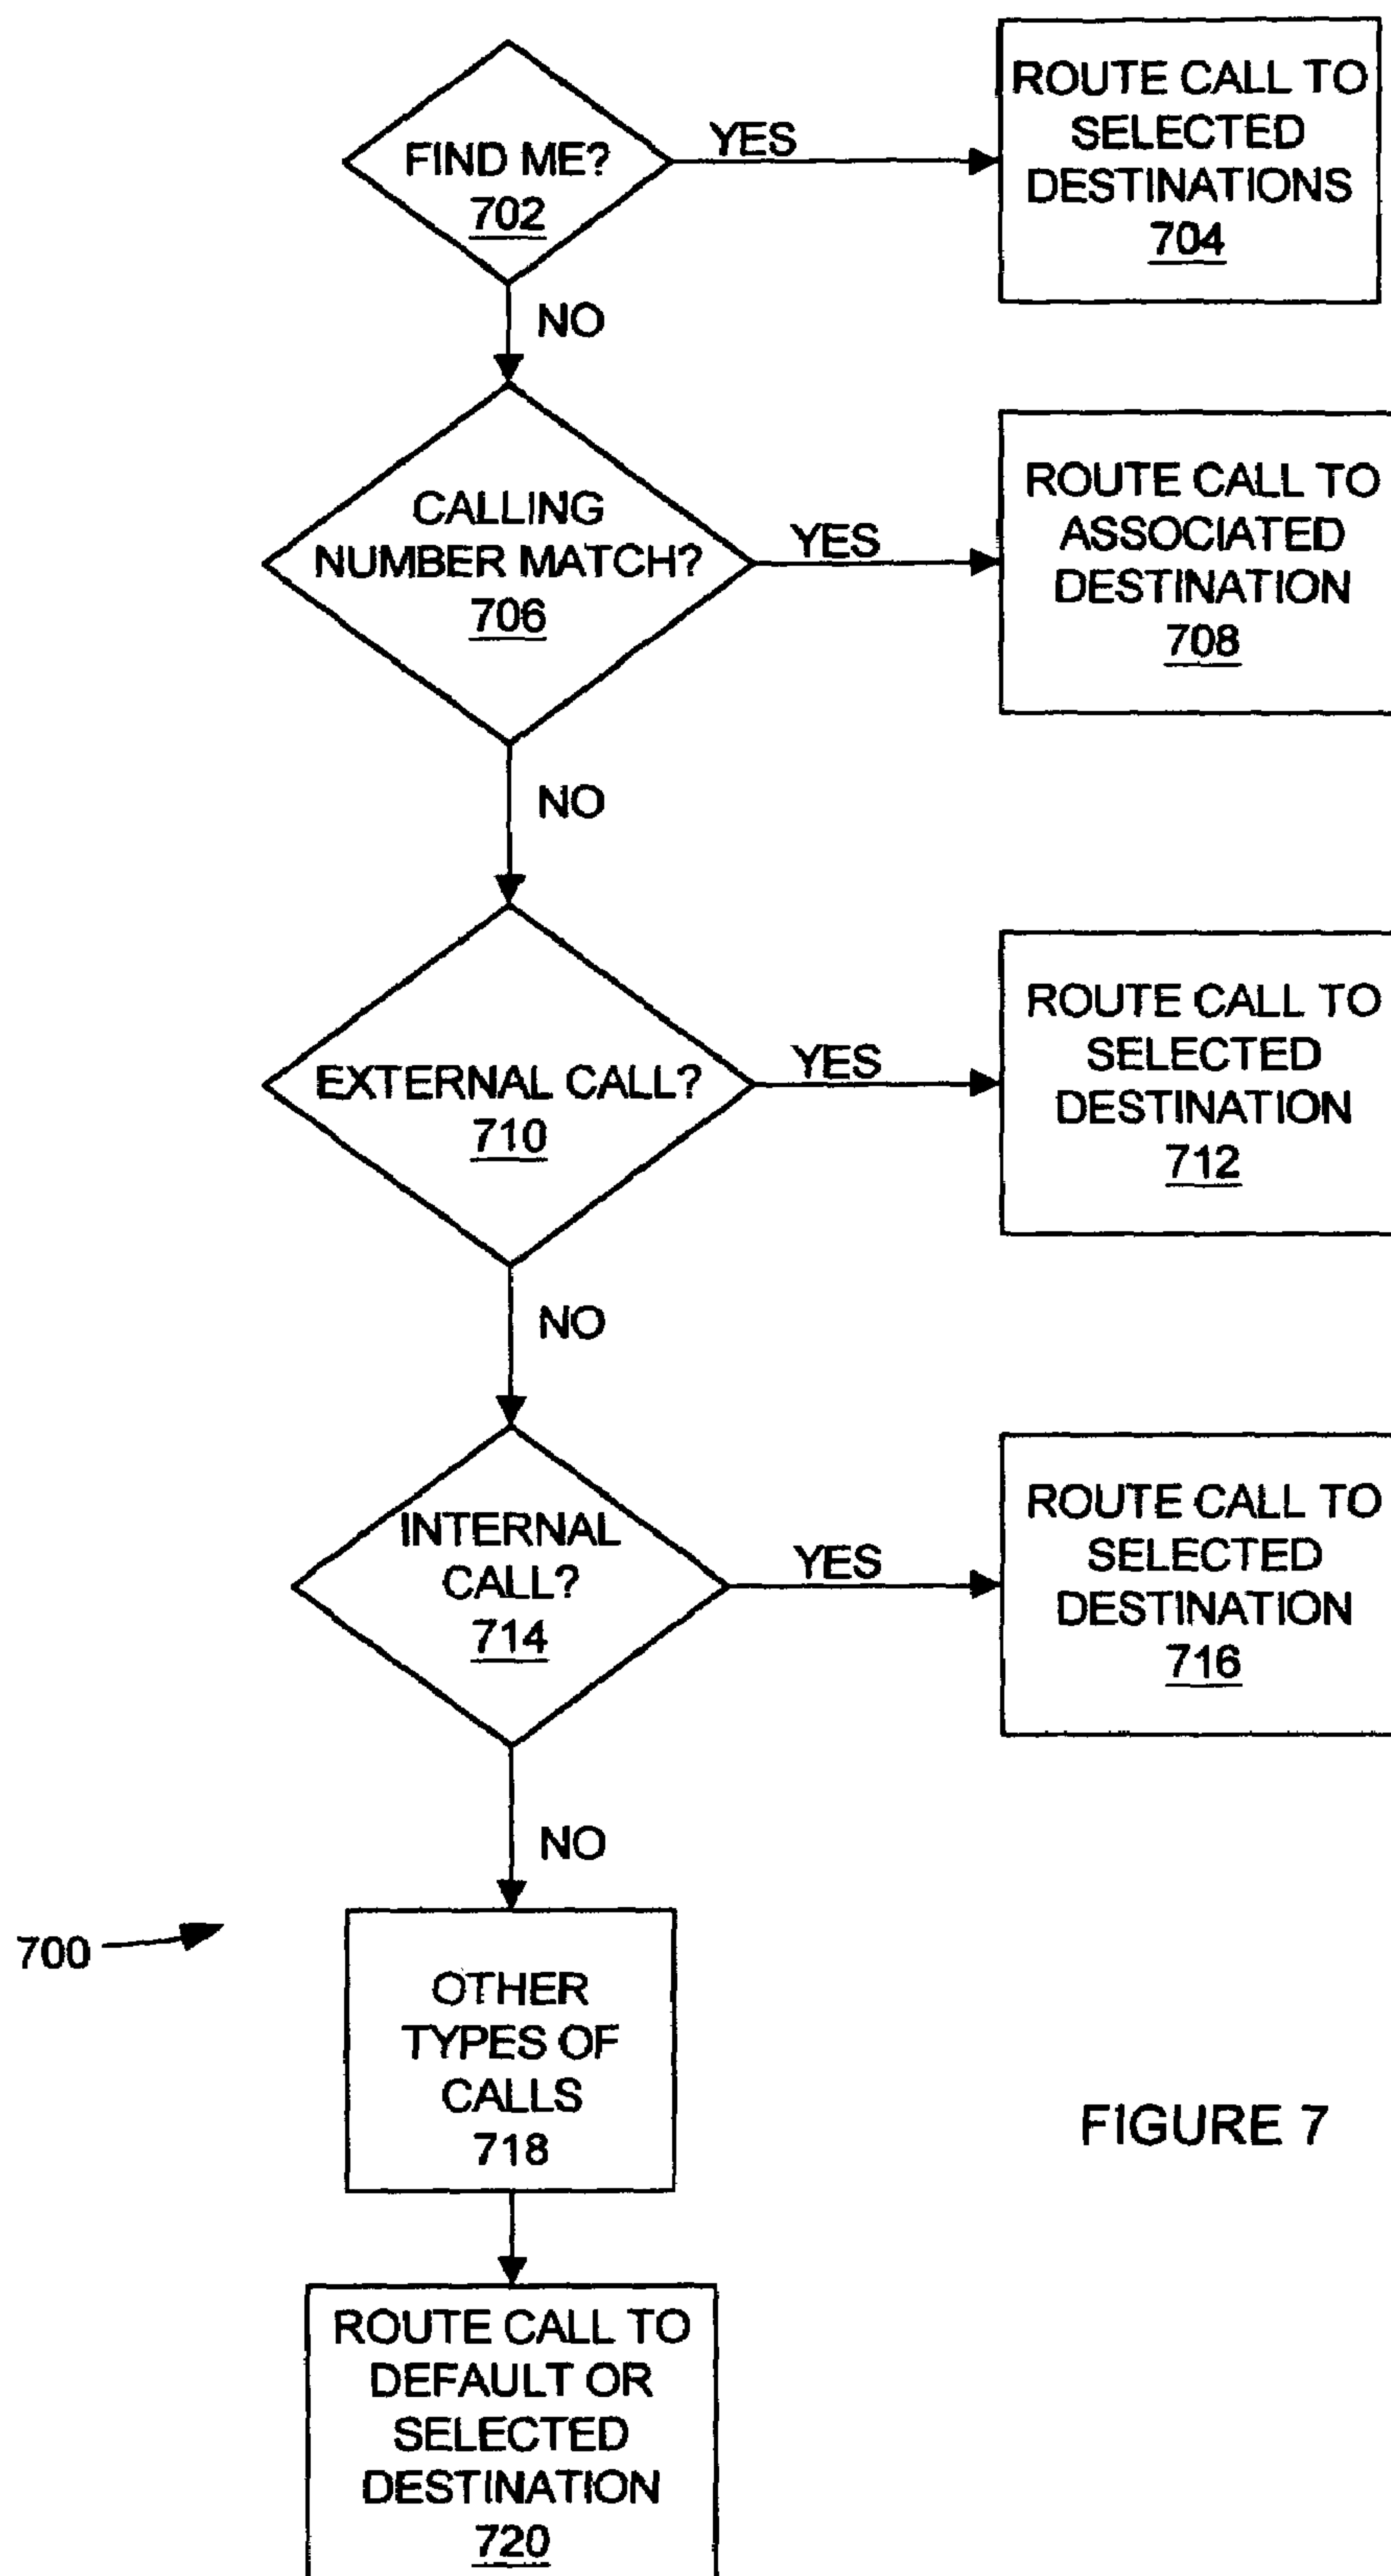 FIND ME?
702
YES
ROUTE CALL TO
SELECTED
DESTINATIONS
704
NO
CALLING
NUMBER MATCH?
706
YES
ROUTE CALL TO
ASSOCIATED
DESTINATION
708
NO
EXTERNAL CALL?
710
YES
ROUTE CALL TO
SELECTED
DESTINATION
712
NO
INTERNAL
CALL?
714
YES
ROUTE CALL TO
SELECTED
DESTINATION
716
NO
700
OTHER
TYPES OF
CALLS
718
FIGURE 7
ROUTE CALL TO
DEFAULT OR
SELECTED
DESTINATION
720